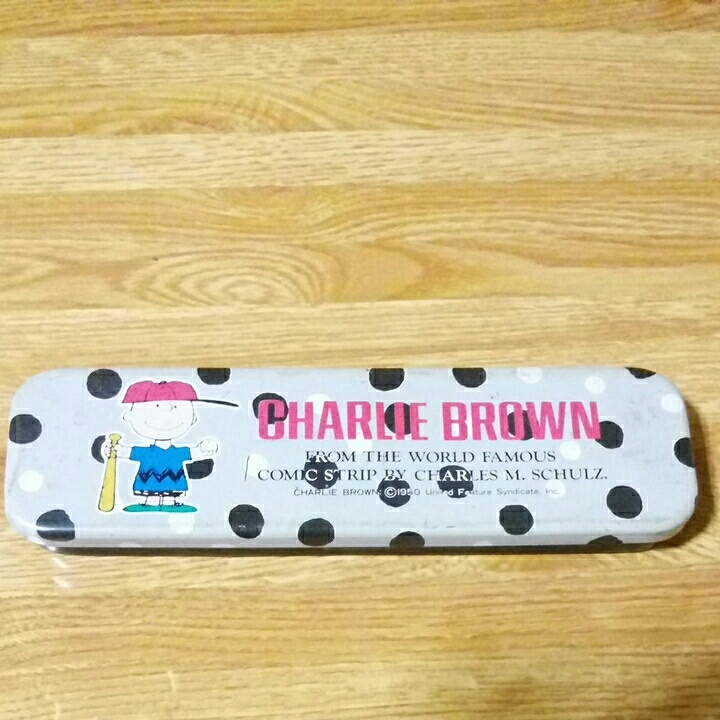 CHARLIE BROWN
FROM THE WORLD FAMOUS
COMIC STRIP BY CHARLES M. SCHULZ.
CHARLIE BROWN: ©1950 United Feature Syndicate, Inc.